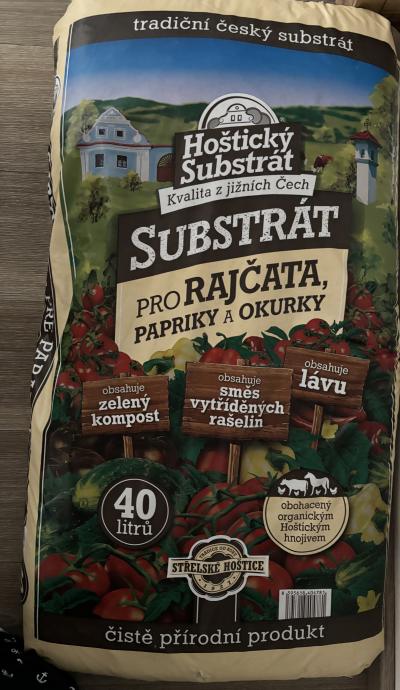 tradiční český substrát
Hoštický
Substrát
Kvalita z jižních Čech
SUBSTRÁT
PRO RAJČATA,
PAPRIKY A OKURKY
obsahuje
zelený
kompost
obsahuje
směs
vytříděných
rašelin
obsahuje
lávu
40
litrů
obohacený
organickým
Hoštickým
hnojivem
STŘELSKÉ HOŠTICE
čistě přírodní produkt